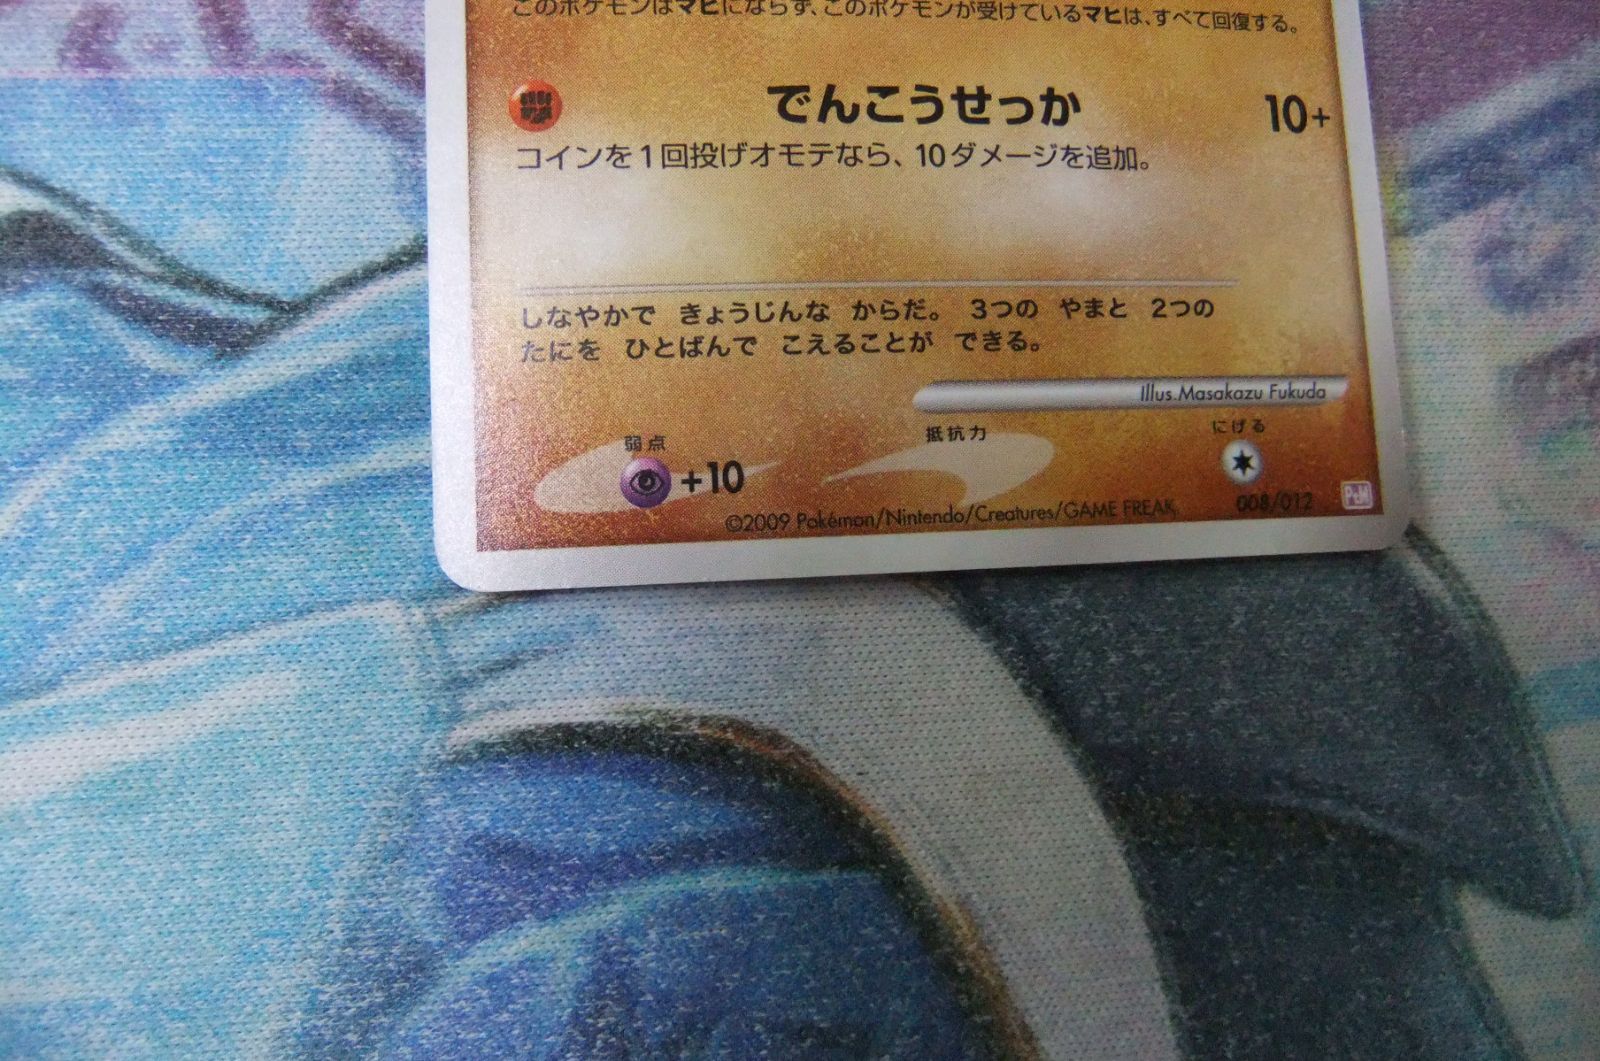 このポケモンはマヒにならず、このポケモンが受けているマヒは、すべて回復する。
でんこうせっか 10+
コインを1回投げオモテなら、10ダメージを追加。
しなやかで きょうじんな からだ。 3つの やまと 2つの
たにを ひとばんで こえることが できる。
Illus.Masakazu Fukuda
弱点 抵抗力 にげる
+10
©2009 Pokémon/Nintendo/Creatures/GAME FREAK. 008/012 PtM